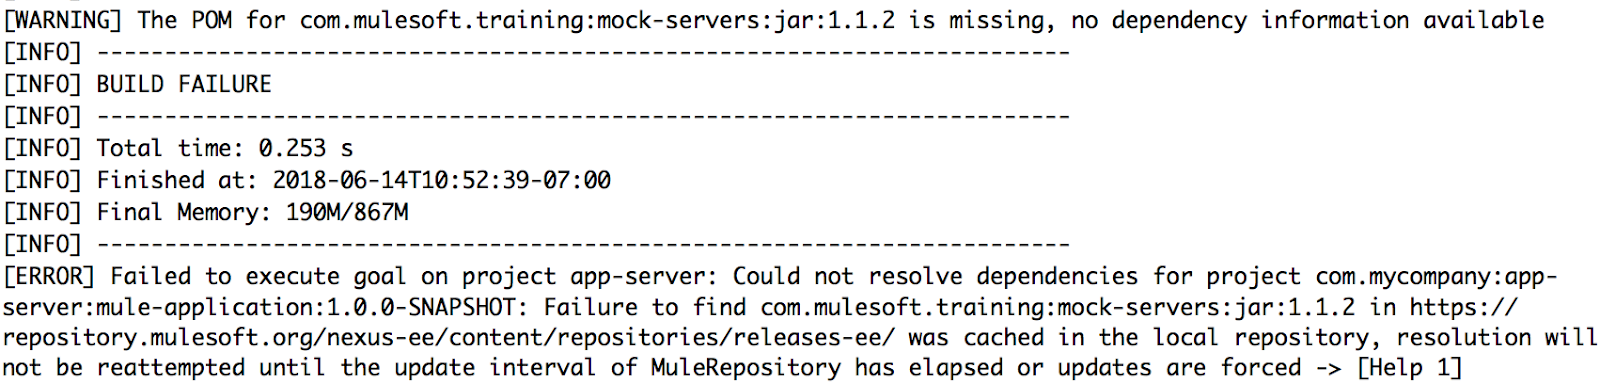 [WARNING] The POM for com.mulesoft.training:mock-servers:jar:1.1.2 is missing, no dependency information available
[INFO] ------------------------------------------------------------------------
[INFO] BUILD FAILURE
[INFO] ------------------------------------------------------------------------
[INFO] Total time: 0.253 s
[INFO] Finished at: 2018-06-14T10:52:39-07:00
[INFO] Final Memory: 190M/867M
[INFO] ------------------------------------------------------------------------
[ERROR] Failed to execute goal on project app-server: Could not resolve dependencies for project com.mycompany:app-
server:mule-application:1.0.0-SNAPSHOT: Failure to find com.mulesoft.training:mock-servers:jar:1.1.2 in https://
repository.mulesoft.org/nexus-ee/content/repositories/releases-ee/ was cached in the local repository, resolution will
not be reattempted until the update interval of MuleRepository has elapsed or updates are forced -> [Help 1]